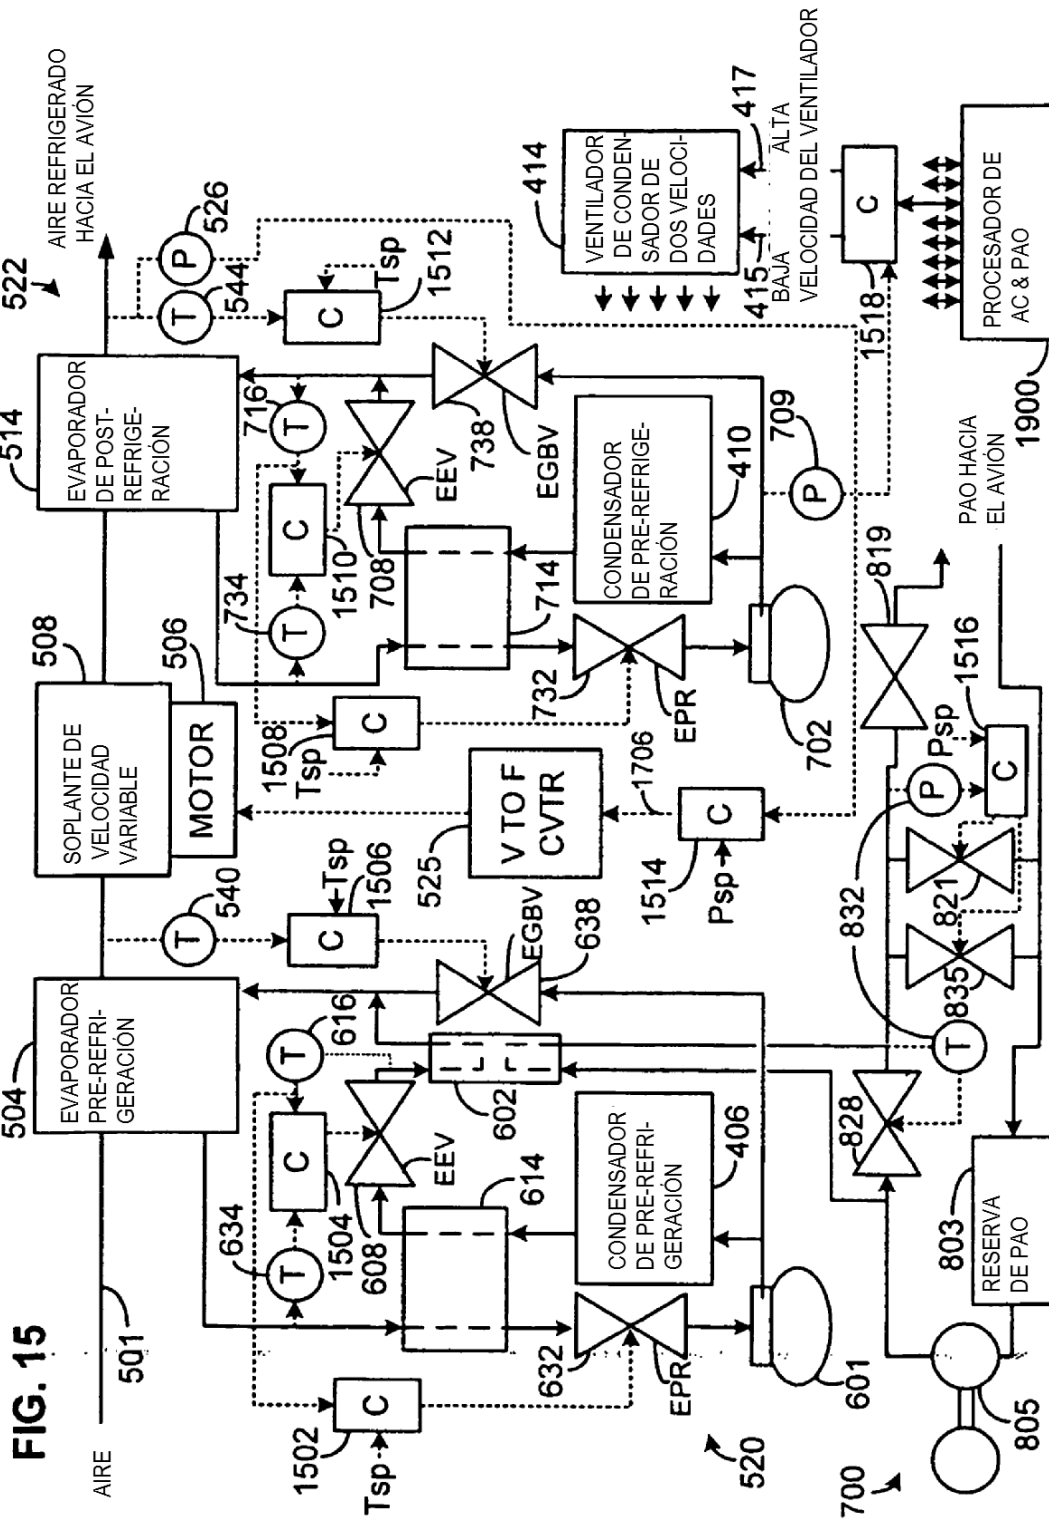 FIG. 15
AIRE
501
504
EVAPORADOR
PRE-REFRI-
GERACIÓN
540
508
SOPLANTE DE
VELOCIDAD
VARIABLE
MOTOR
506
514
EVAPORADOR
DE POST-
REFRIGE-
RACIÓN
522
AIRE REFRIGERADO
HACIA EL AVIÓN
T
P
526
544
C
Tsp
1512
1502
C
Tsp
634
T
C
1504
T
616
608
EEV
614
632
EPR
CONDENSADOR
DE PRE-REFRI-
GERACIÓN
406
601
520
602
T
C
Tsp
1506
EGBV
638
525
V TO F
CVTR
1706
C
1514
Psp
1508
Tsp
C
734
T
C
1510
T
716
708
EEV
714
732
EPR
738
EGBV
CONDENSADOR
DE PRE-REFRIGE-
RACIÓN
410
702
P
709
414
VENTILADOR
DE CONDEN-
SADOR DE
DOS VELOCI-
DADES
415
417
BAJA
ALTA
VELOCIDAD DEL VENTILADOR
C
1518
PROCESADOR DE
AC & PAO
1900
700
805
803
RESERVA
DE PAO
828
T
832
835
821
P
Psp
C
1516
819
PAO HACIA
EL AVIÓN